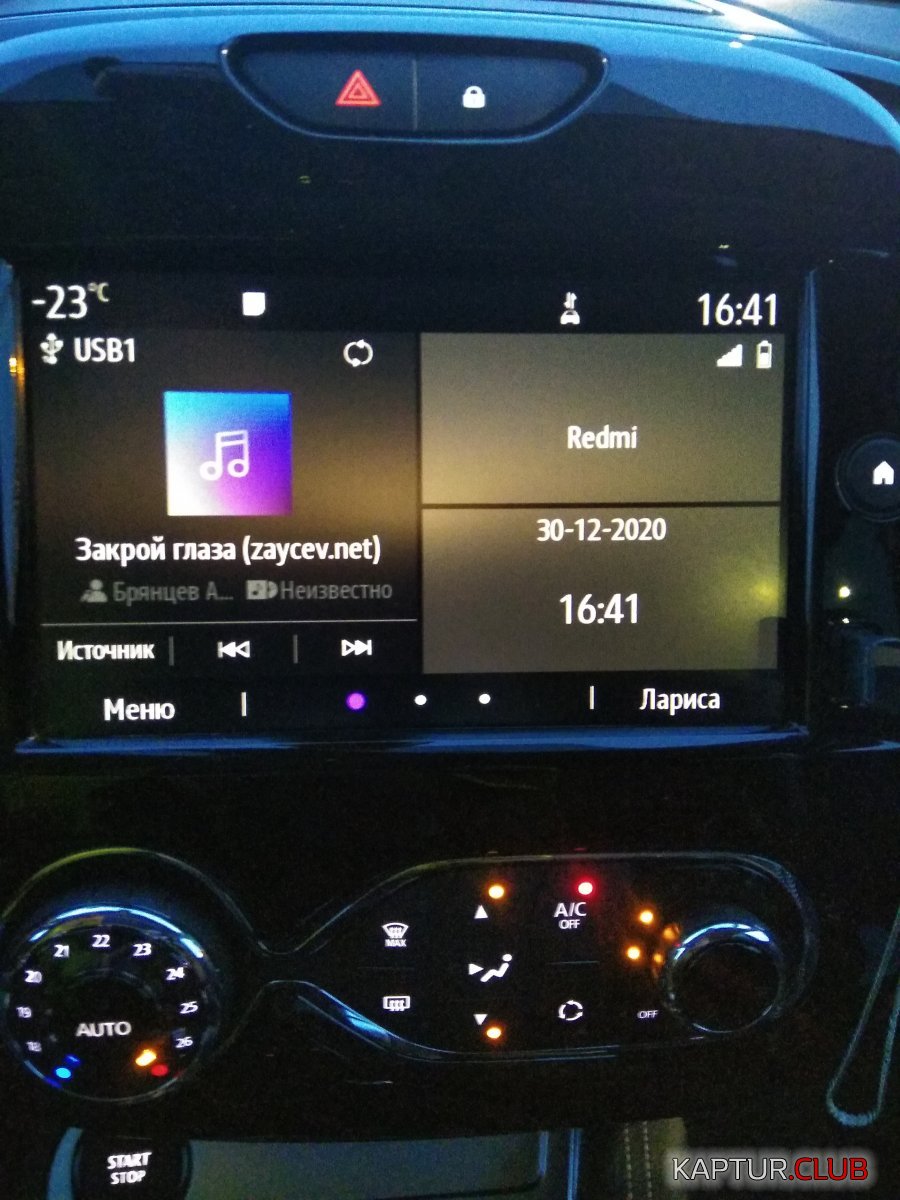 -23°C
16:41
USB1
Redmi
30-12-2020
Закрой глаза (zaycev.net)
Брянцев А...
Неизвестно
16:41
Источник
Меню
Лариса
MAX
A/C
OFF
OFF
18
19
20
21
22
23
24
25
26
AUTO
START
STOP
KAPTUR.CLUB